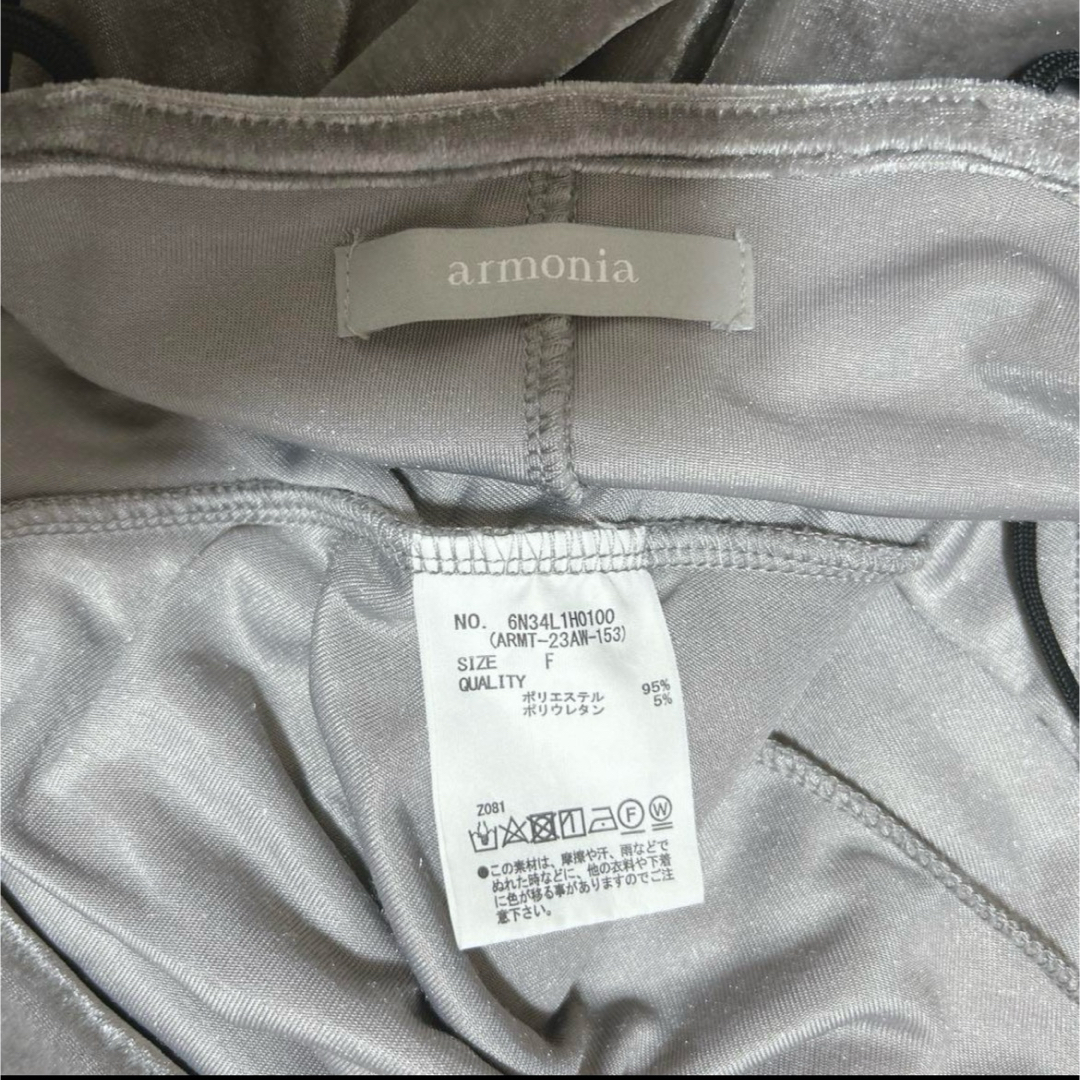 armonia
NO. 6N34L1H0100
(ARMT-23AW-153)
SIZE F
QUALITY
ポリエステル 95%
ポリウレタン 5%
Z081
F W
●この素材は、摩擦や汗、雨などで
ぬれた時などに、他の衣料や下着
に色が移る事がありますのでご注
意下さい。